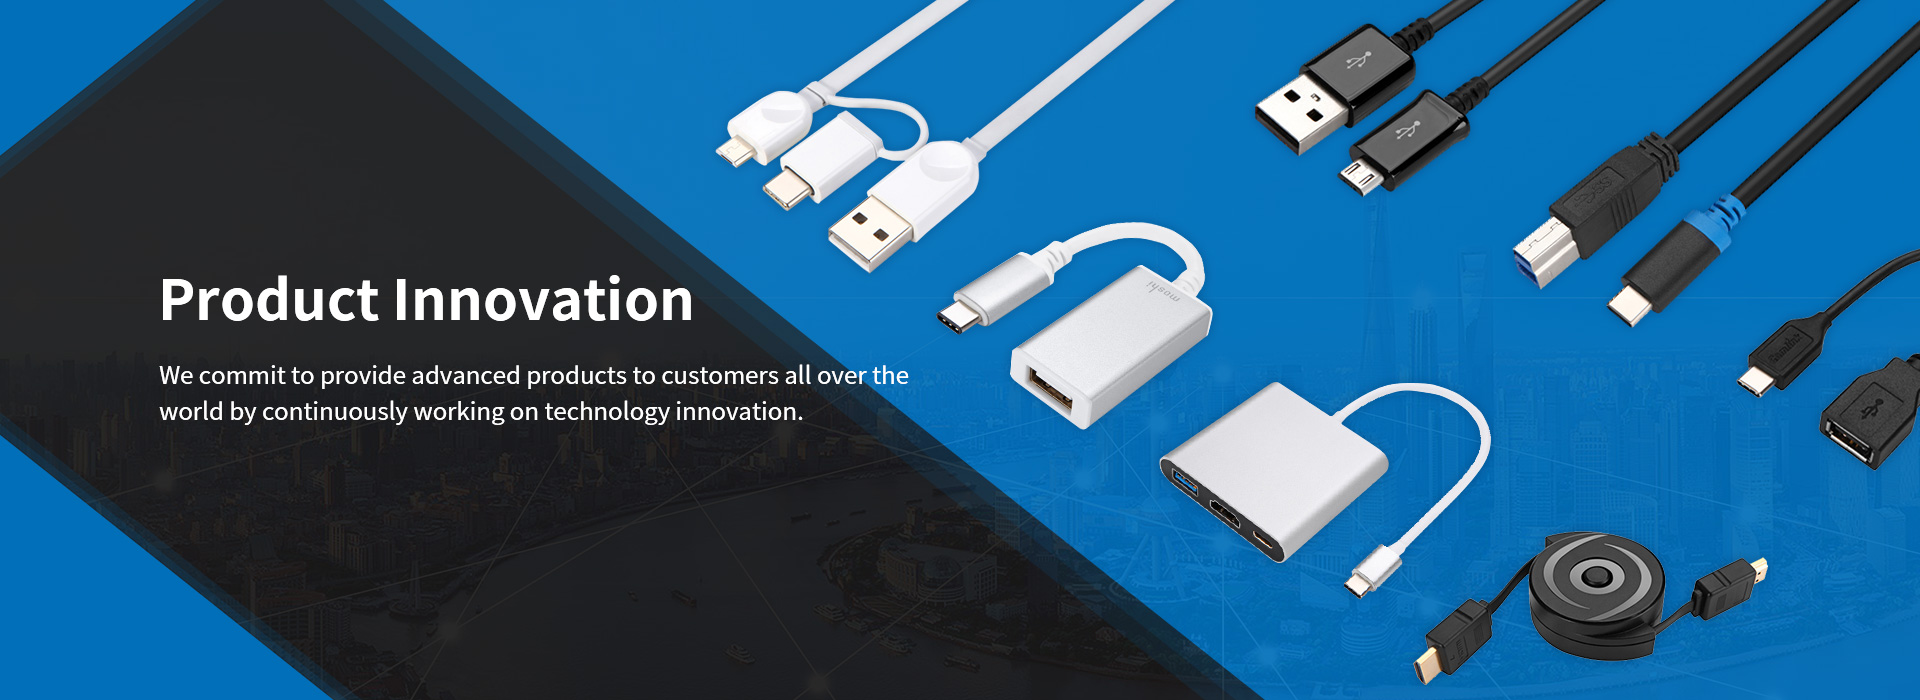 Product Innovation
We commit to provide advanced products to customers all over the
world by continuously working on technology innovation.
moshi